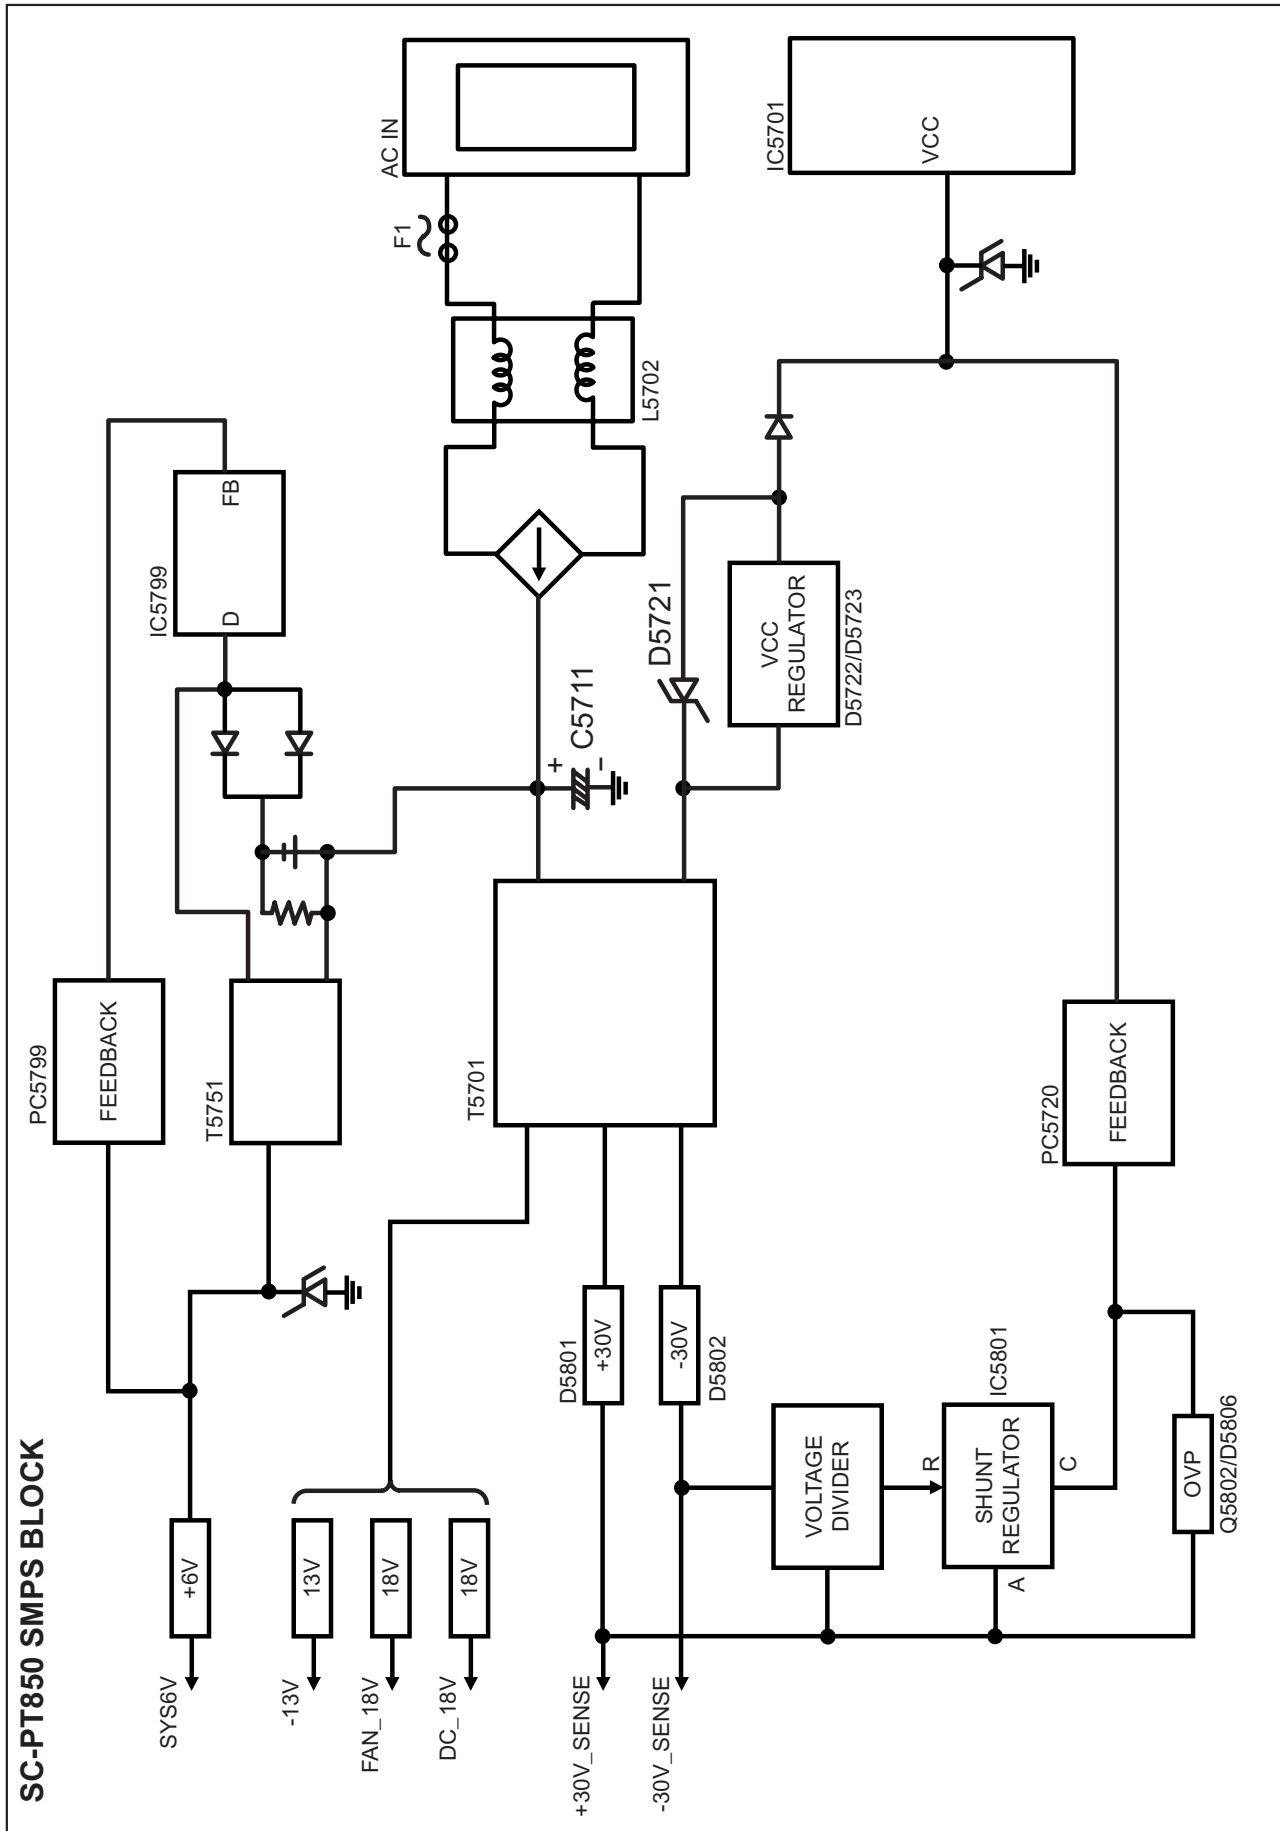 SC-PT850 SMPS BLOCK
SYS6V
+6V
PC5799
FEEDBACK
IC5799
D
FB
T5751
-13V
13V
FAN_18V
18V
DC_18V
18V
AC IN
F1
L5702
T5701
+
C5711
-
D5721
+30V_SENSE
D5801
+30V
-30V_SENSE
-30V
D5802
VCC
REGULATOR
D5722/D5723
IC5701
VCC
VOLTAGE
DIVIDER
R
IC5801
SHUNT
REGULATOR
A
C
PC5720
FEEDBACK
OVP
Q5802/D5806